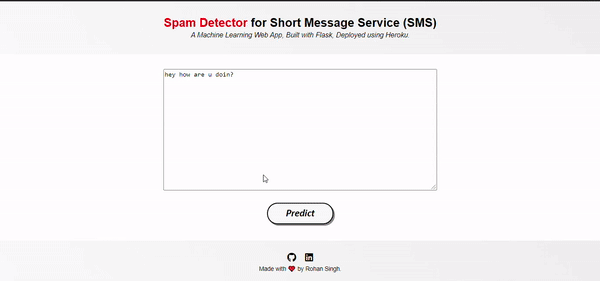 Spam Detector for Short Message Service (SMS)
A Machine Learning Web App, Built with Flask, Deployed using Heroku.
hey how are u doin?
Predict
Made with ❤ by Rohan Singh.